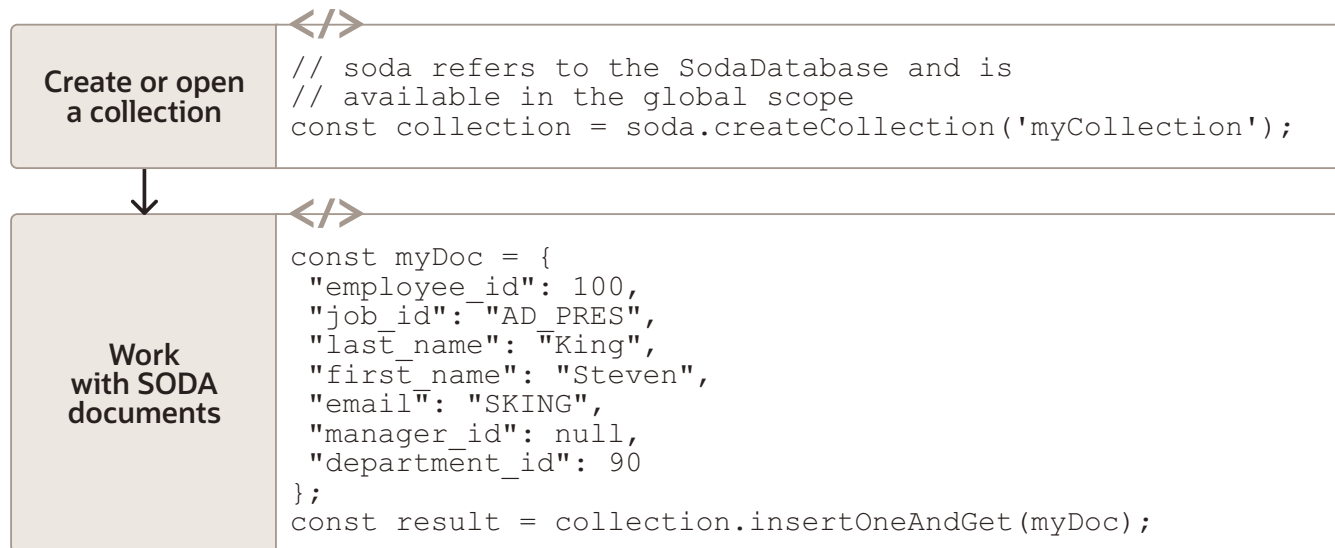 </>
Create or open
a collection
// soda refers to the SodaDatabase and is
// available in the global scope
const collection = soda.createCollection('myCollection');
</>
Work
with SODA
documents
const myDoc = {
 "employee_id": 100,
 "job_id": "AD_PRES",
 "last_name": "King",
 "first_name": "Steven",
 "email": "SKING",
 "manager_id": null,
 "department_id": 90
};
const result = collection.insertOneAndGet(myDoc);